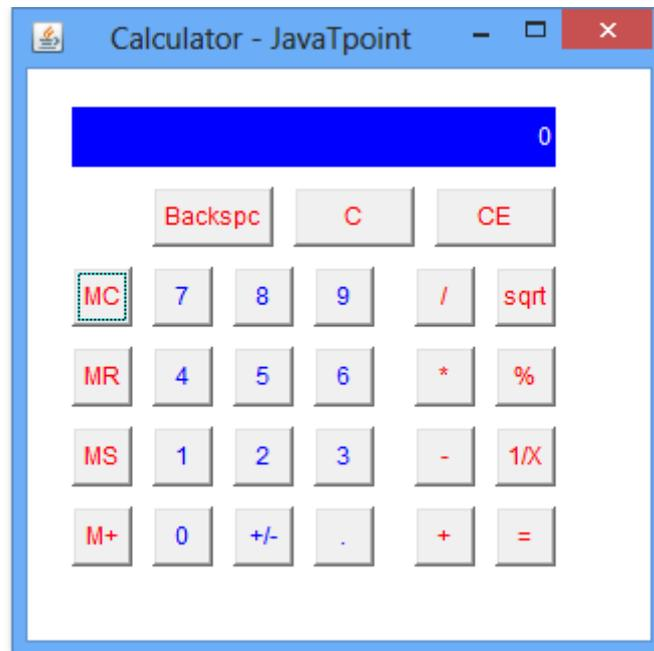 Calculator - JavaTpoint
0
Backspc C CE
MC 7 8 9 / sqrt
MR 4 5 6 * %
MS 1 2 3 - 1/X
M+ 0 +/- . + =